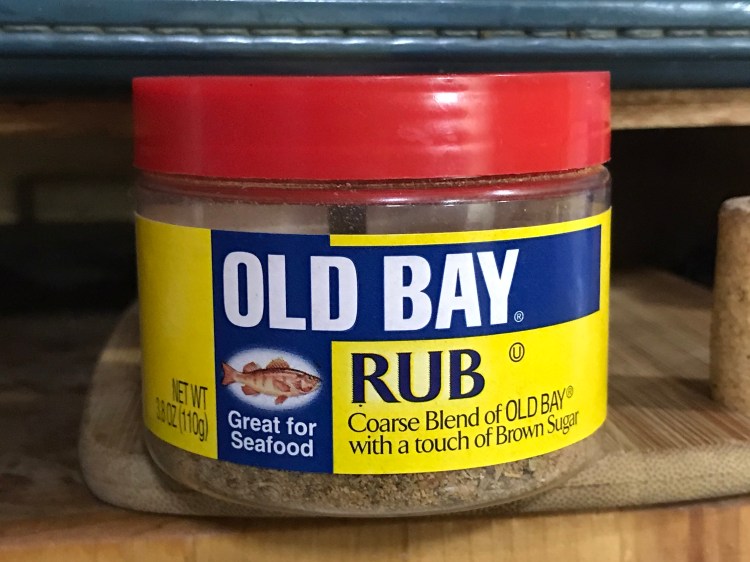 OLD BAY®
RUB Ⓤ
Coarse Blend of OLD BAY®
with a touch of Brown Sugar
Great for
Seafood
NET WT
3.8 OZ (110g)